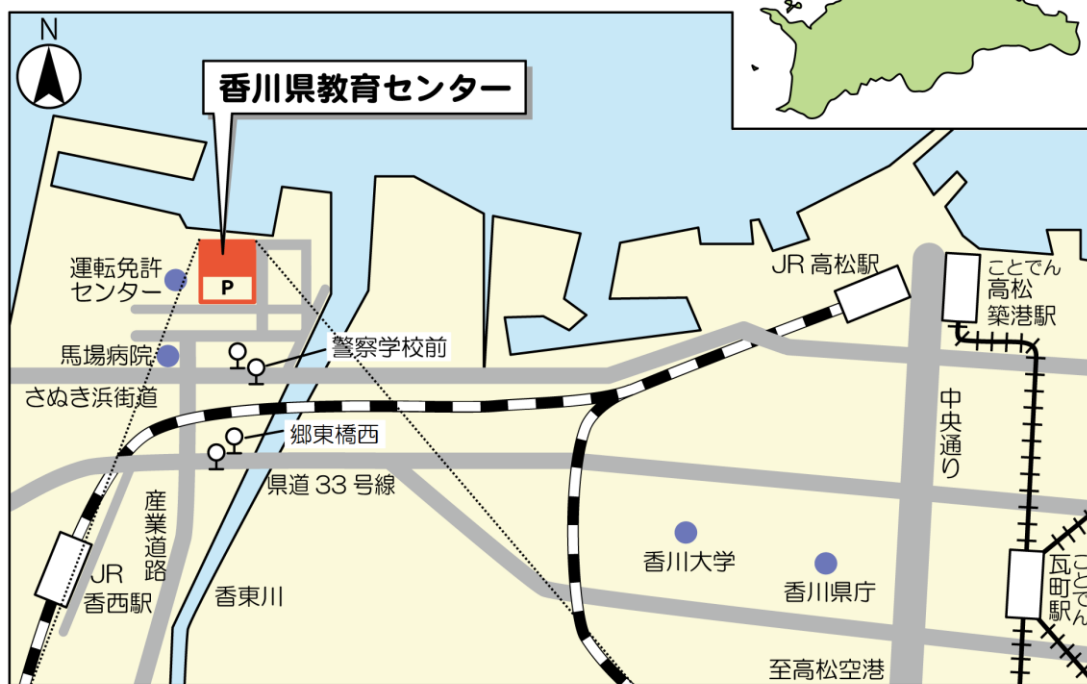 N
香川県教育センター
運転免許
センター
P
馬場病院
警察学校前
さぬき浜街道
郷東橋西
県道 33 号線
産業道路
JR
香西駅
香東川
JR 高松駅
ことでん
高松
築港駅
中央通り
香川大学
香川県庁
ことでん
瓦町駅
至高松空港